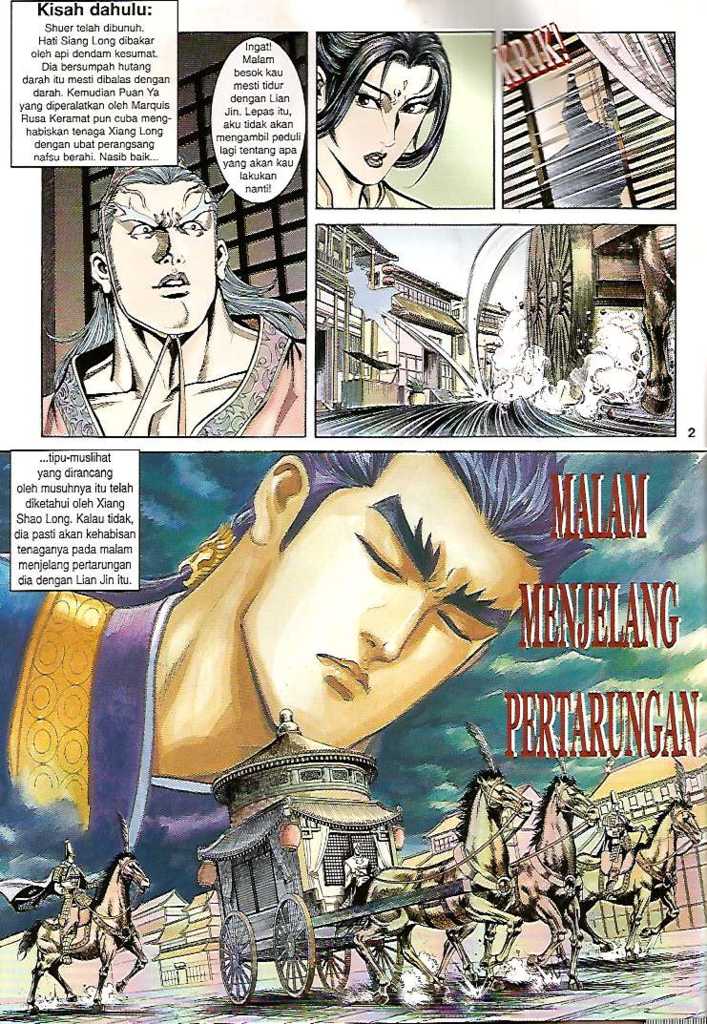 Kisah dahulu:
Shuer telah dibunuh.
Hati Siang Long dibakar
oleh api dendam kesumat.
Dia bersumpah hutang
darah itu mesti dibalas dengan
darah. Kemudian Puan Ya
yang diperalatkan oleh Marquis
Rusa Keramat pun cuba meng-
habiskan tenaga Xiang Long
dengan ubat perangsang
nafsu berahi. Nasib baik...
Ingat!
Malam
besok kau
mesti tidur
dengan Lian
Jin. Lepas itu,
aku tidak akan
mengambil peduli
lagi tentang apa
yang akan kau
lakukan
nanti!
KRIK!
2
...tipu-muslihat
yang dirancang
oleh musuhnya itu telah
diketahui oleh Xiang
Shao Long. Kalau tidak,
dia pasti akan kehabisan
tenaganya pada malam
menjelang pertarungan
dia dengan Lian Jin itu.
MALAM
MENJELANG
PERTARUNGAN